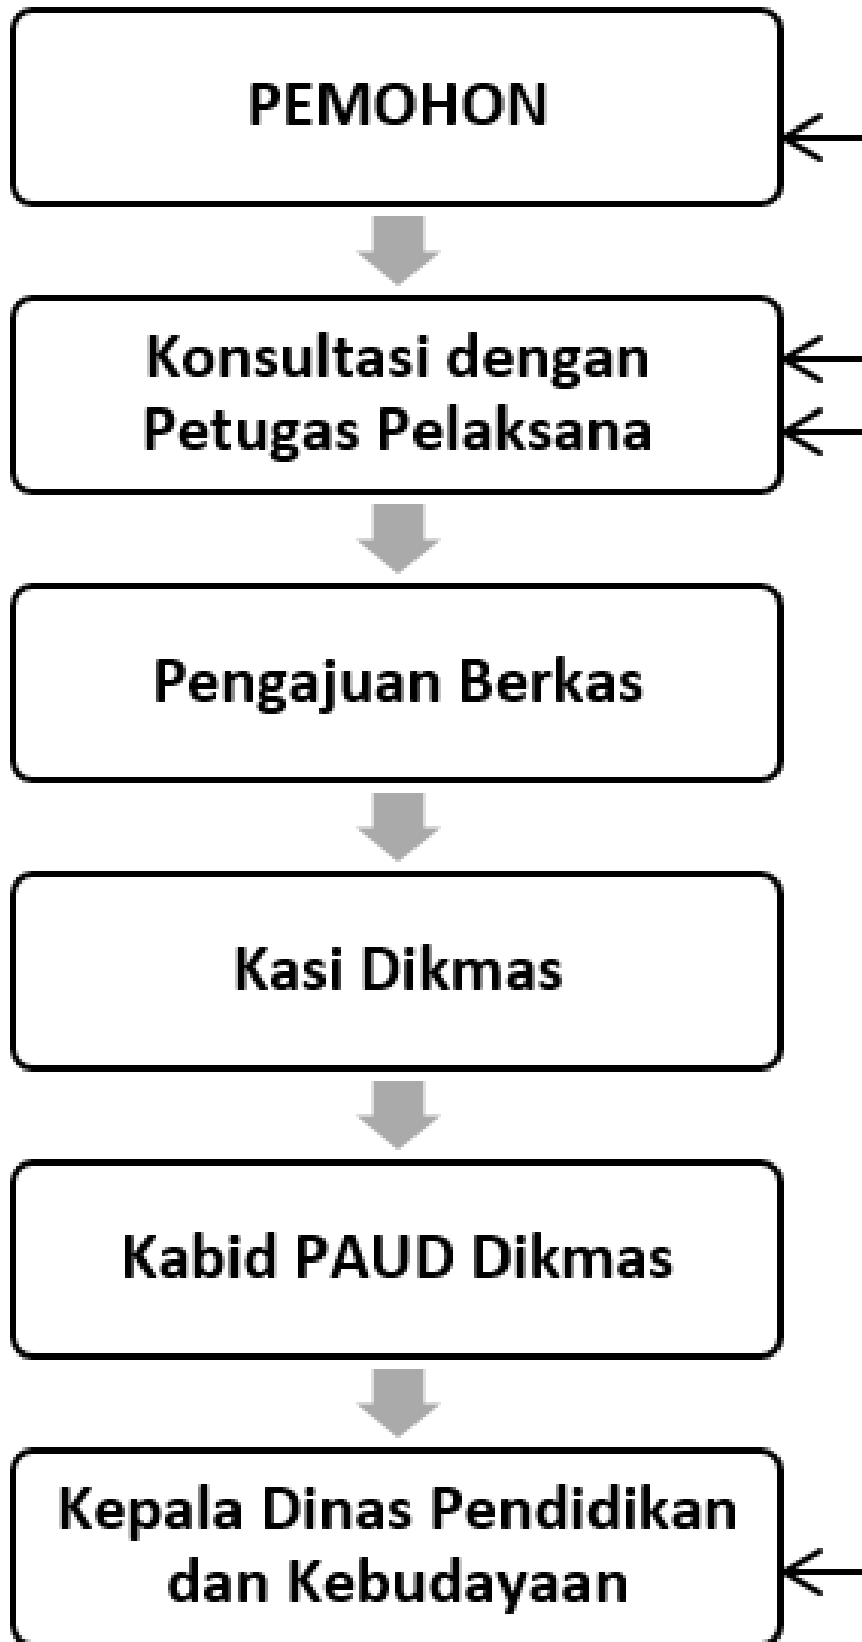 PEMOHON
Konsultasi dengan
Petugas Pelaksana
Pengajuan Berkas
Kasi Dikmas
Kabid PAUD Dikmas
Kepala Dinas Pendidikan
dan Kebudayaan